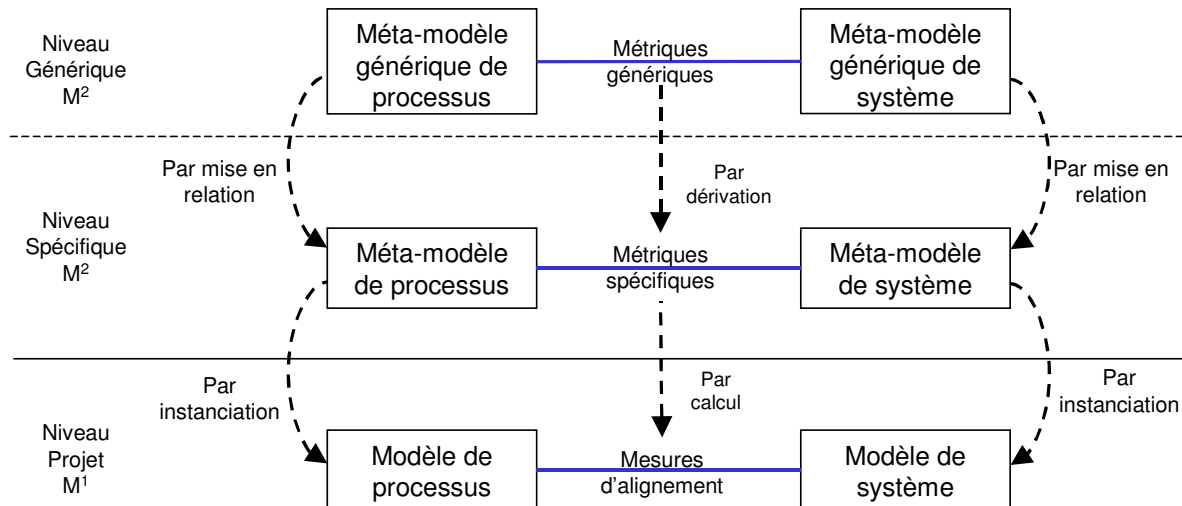 Niveau
Générique
M²
Méta-modèle
générique de
processus
Métriques
génériques
Méta-modèle
générique de
système
Par mise en
relation
Par
dérivation
Par mise en
relation
Niveau
Spécifique
M²
Méta-modèle
de processus
Métriques
spécifiques
Méta-modèle
de système
Par
instanciation
Par
calcul
Par
instanciation
Niveau
Projet
M¹
Modèle de
processus
Mesures
d'alignement
Modèle de
système